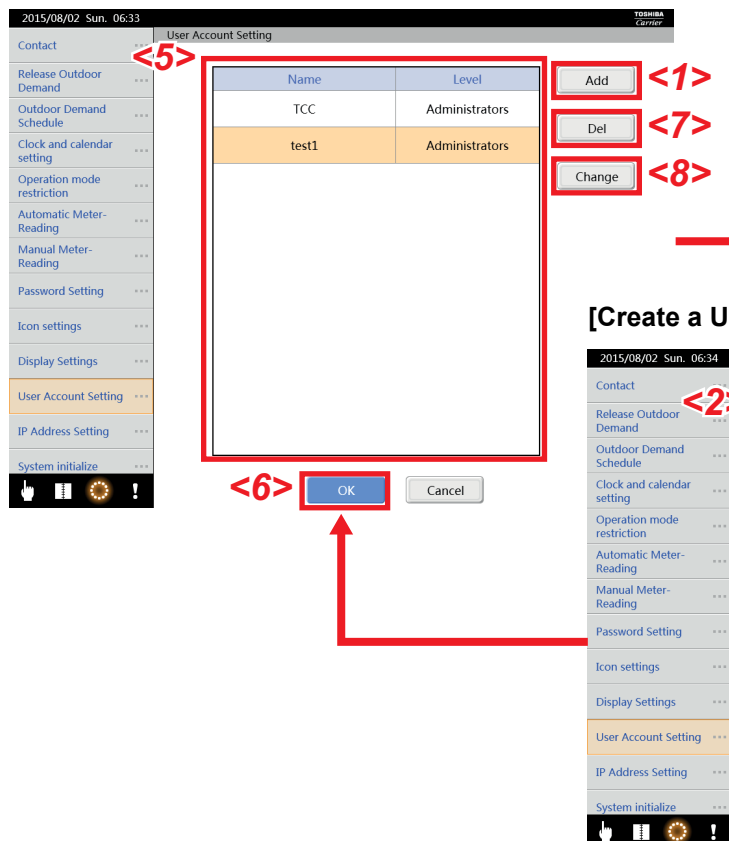 2015/08/02 Sun. 06:33
TOSHIBA
Carrier
User Account Setting
Contact
<5>
Release Outdoor
Demand
Outdoor Demand
Schedule
Clock and calendar
setting
Operation mode
restriction
Automatic Meter-
Reading
Manual Meter-
Reading
Password Setting
Icon settings
Display Settings
User Account Setting
IP Address Setting
System initialize
Name Level
TCC Administrators
test1 Administrators
Add <1>
Del <7>
Change <8>
<6> OK Cancel
[Create a U
2015/08/02 Sun. 06:34
Contact
<2>
Release Outdoor
Demand
Outdoor Demand
Schedule
Clock and calendar
setting
Operation mode
restriction
Automatic Meter-
Reading
Manual Meter-
Reading
Password Setting
Icon settings
Display Settings
User Account Setting
IP Address Setting
System initialize